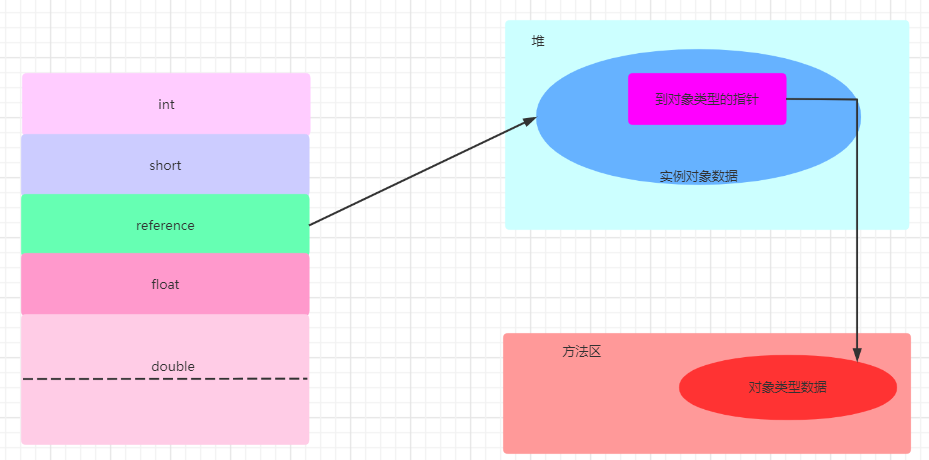 int
short
reference
float
double
堆
到对象类型的指针
实例对象数据
方法区
对象类型数据